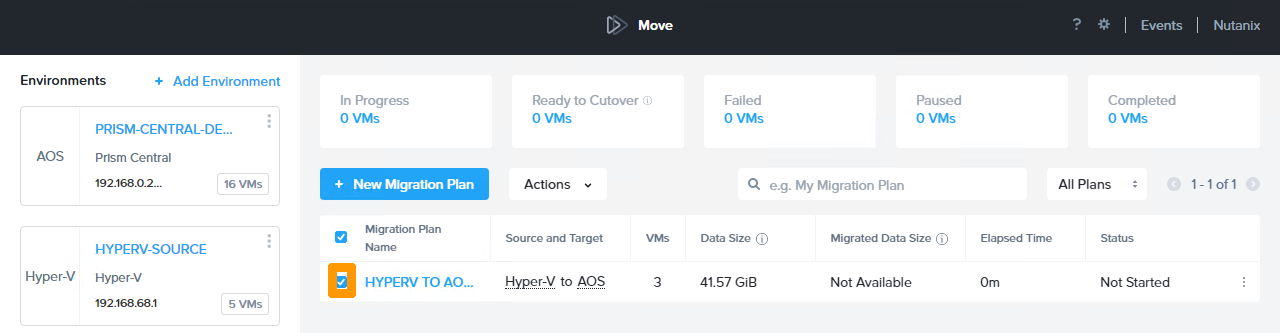 Move
? Events Nutanix
Environments + Add Environment
AOS
PRISM-CENTRAL-DE...
Prism Central
192.168.0.2... 16 VMs
Hyper-V
HYPERV-SOURCE
Hyper-V
192.168.68.1 5 VMs
In Progress
0 VMs
Ready to Cutover
0 VMs
Failed
0 VMs
Paused
0 VMs
Completed
0 VMs
+ New Migration Plan Actions e.g. My Migration Plan All Plans 1 - 1 of 1
Migration Plan
Name
Source and Target VMs Data Size Migrated Data Size Elapsed Time Status
HYPERV TO AO... Hyper-V to AOS 3 41.57 GiB Not Available 0m Not Started